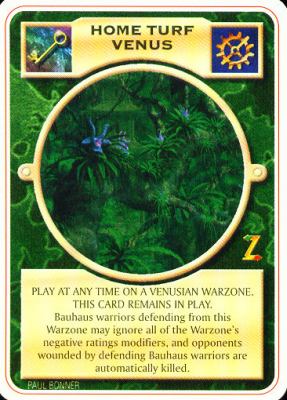 HOME TURF
VENUS
PLAY AT ANY TIME ON A VENUSIAN WARZONE.
THIS CARD REMAINS IN PLAY.
Bauhaus warriors defending from this
Warzone may ignore all of the Warzone's
negative ratings modifiers, and opponents
wounded by defending Bauhaus warriors are
automatically killed.
PAUL BONNER